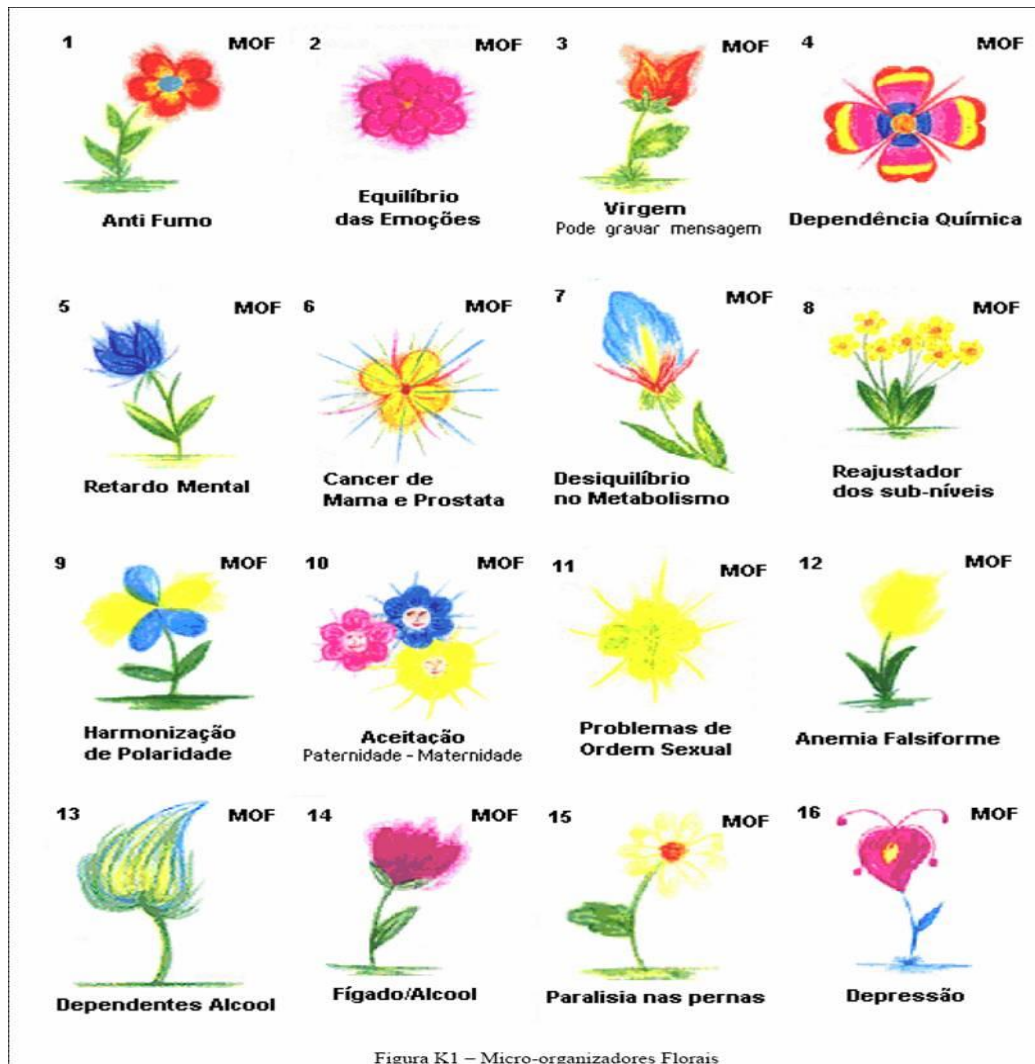 1 MOF 2 MOF 3 MOF 4 MOF
Anti Fumo
Equilíbrio
das Emoções
Virgem
Pode gravar mensagem
Dependência Química
5 MOF 6 MOF 7 MOF 8 MOF
Retardo Mental
Cancer de
Mama e Prostata
Desiquilíbrio
no Metabolismo
Reajustador
dos sub-níveis
9 MOF 10 MOF 11 MOF 12 MOF
Harmonização
de Polaridade
Aceitação
Paternidade - Maternidade
Problemas de
Ordem Sexual
Anemia Falsiforme
13 MOF 14 MOF 15 MOF 16 MOF
Dependentes Alcool
Fígado/Alcool
Paralisia nas pernas
Depressão
Figura K1 – Micro-organizadores Florais